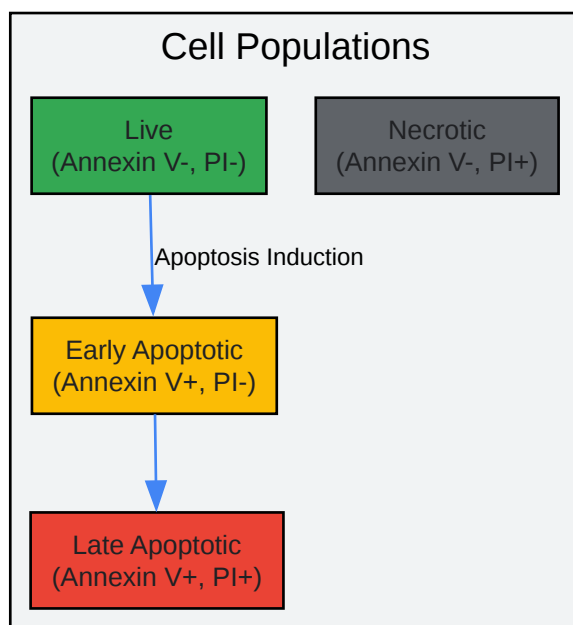 Cell Populations
Live
(Annexin V-, PI-)
Necrotic
(Annexin V-, PI+)
Apoptosis Induction
Early Apoptotic
(Annexin V+, PI-)
Late Apoptotic
(Annexin V+, PI+)